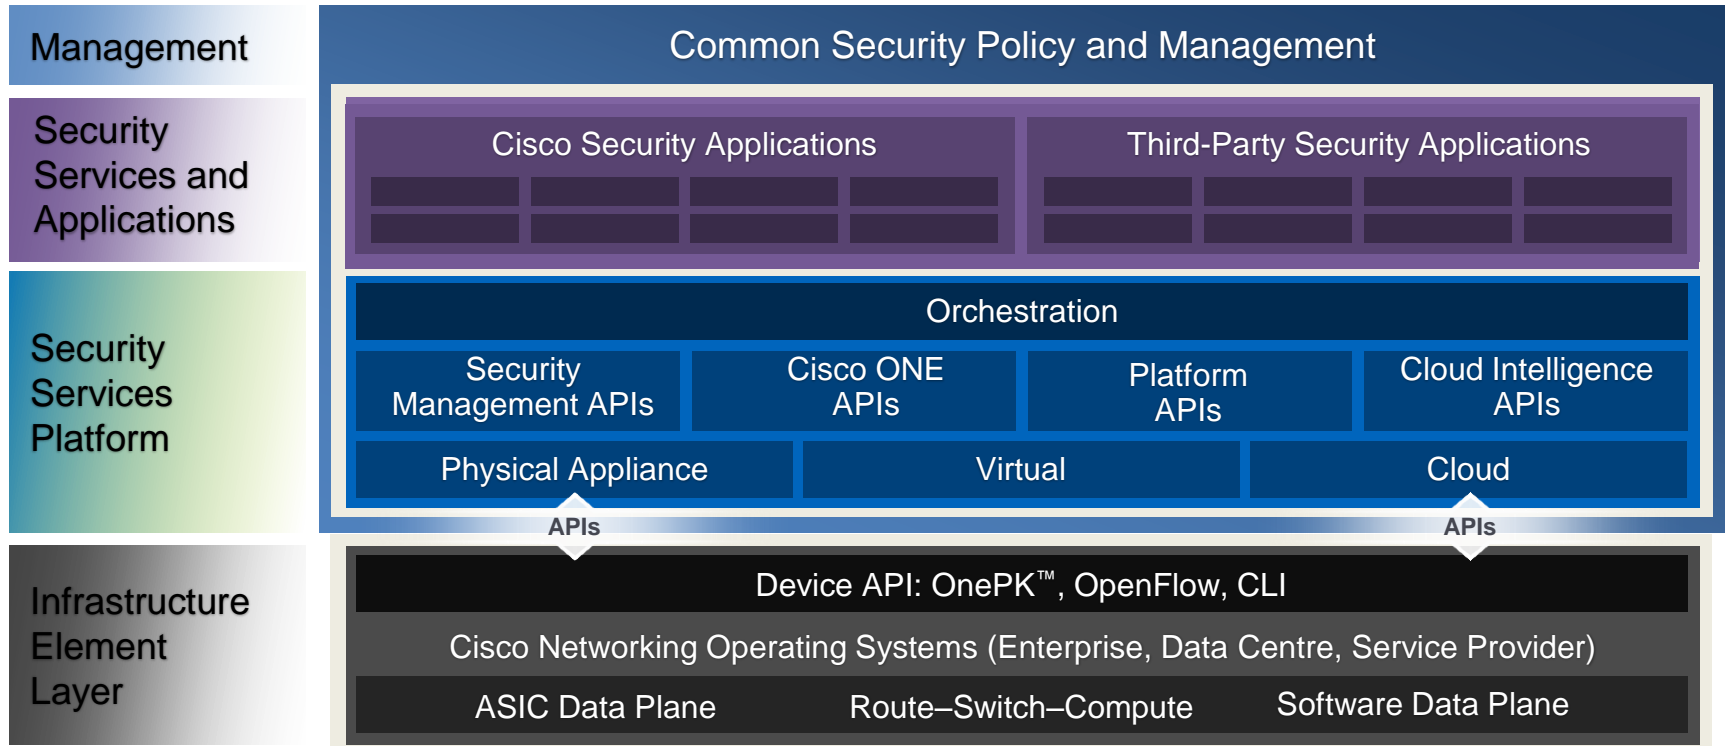 Management
Common Security Policy and Management
Security
Services and
Applications
Cisco Security Applications
Third-Party Security Applications
Security
Services
Platform
Orchestration
Security
Management APIs
Cisco ONE
APIs
Platform
APIs
Cloud Intelligence
APIs
Physical Appliance
Virtual
Cloud
APIs
APIs
Infrastructure
Element
Layer
Device API: OnePK™, OpenFlow, CLI
Cisco Networking Operating Systems (Enterprise, Data Centre, Service Provider)
ASIC Data Plane
Route–Switch–Compute
Software Data Plane